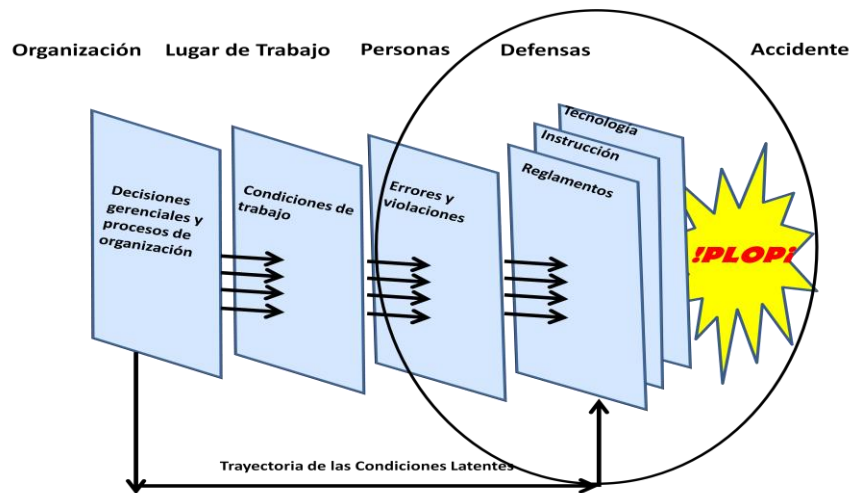 Organización Lugar de Trabajo Personas Defensas Accidente
Decisiones
gerenciales y
procesos de
organización
Condiciones de
trabajo
Errores y
violaciones
Tecnología
Instrucción
Reglamentos
!PLOP¡
Trayectoria de las Condiciones Latentes